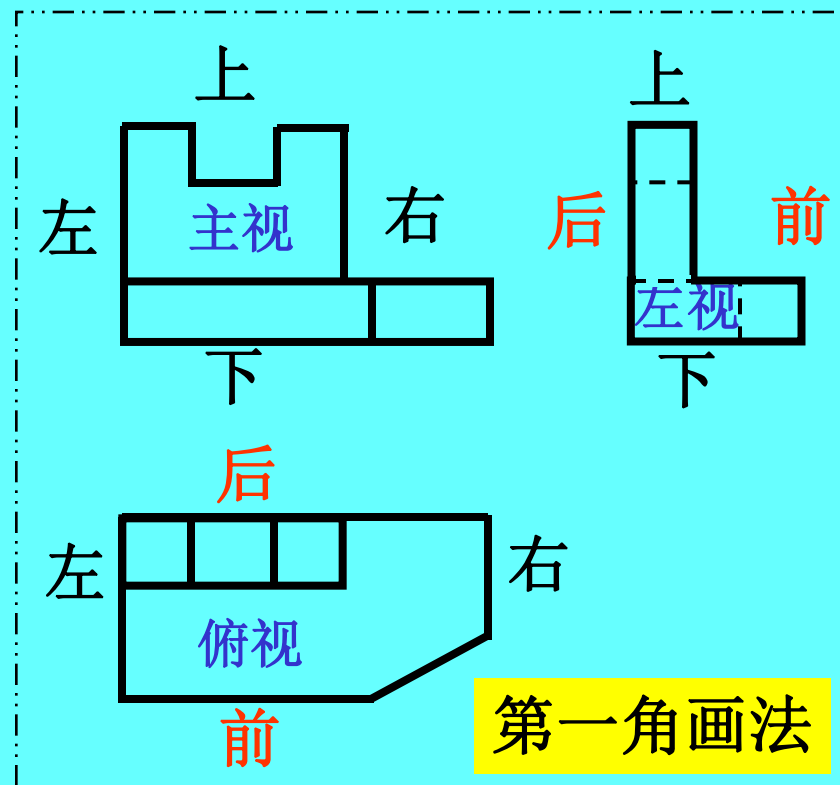 上
上
左
主视
右
后
前
左视
下
下
后
左
右
俯视
前
第一角画法